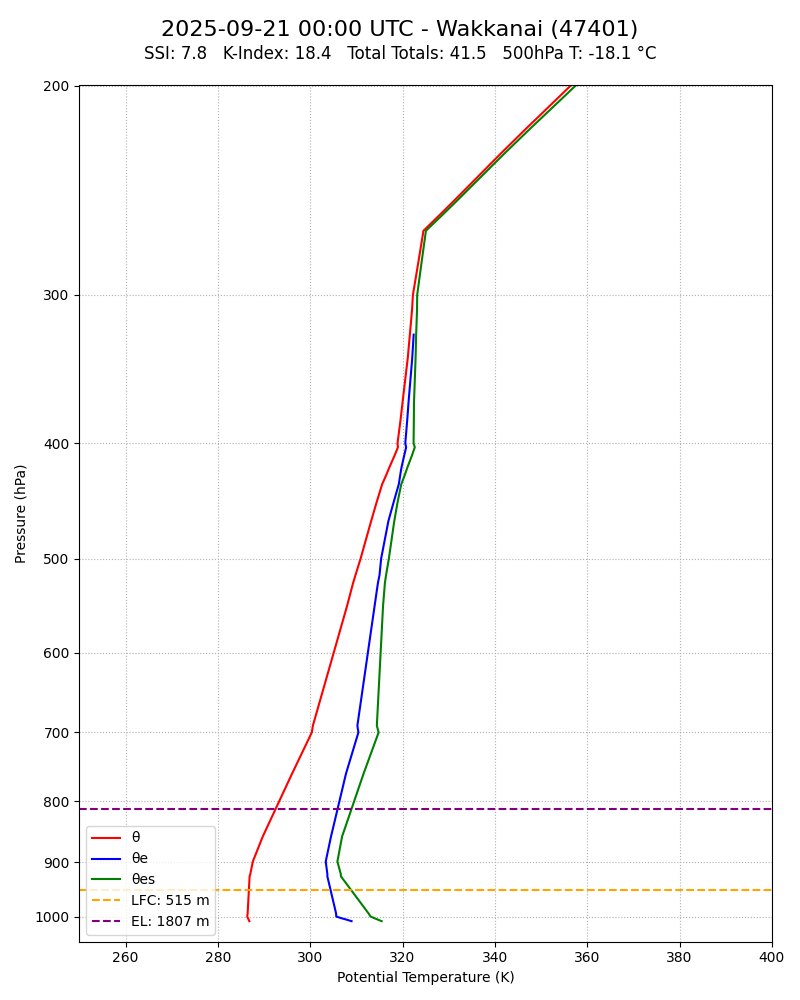 2025-09-21 00:00 UTC - Wakkanai (47401)
SSI: 7.8 K-Index: 18.4 Total Totals: 41.5 500hPa T: -18.1 °C
200
300
400
500
600
700
800
900
1000
Pressure (hPa)
θ
θe
θes
LFC: 515 m
EL: 1807 m
260 280 300 320 340 360 380 400
Potential Temperature (K)